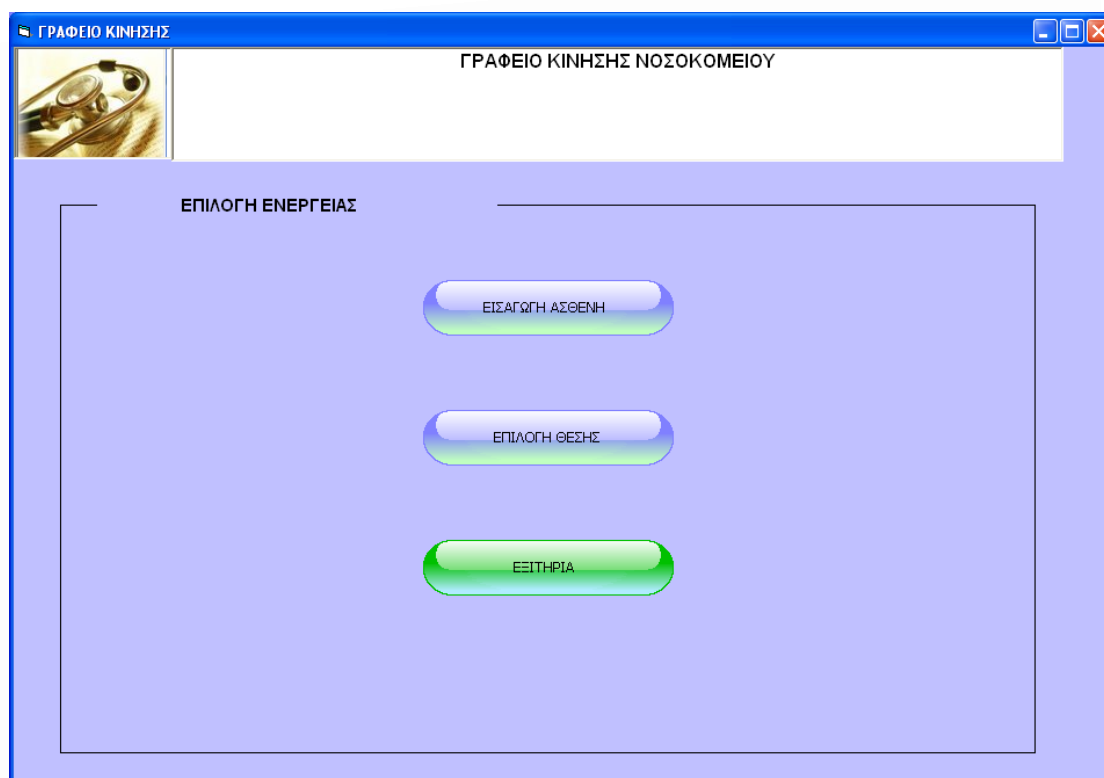 ΓΡΑΦΕΙΟ ΚΙΝΗΣΗΣ
ΓΡΑΦΕΙΟ ΚΙΝΗΣΗΣ ΝΟΣΟΚΟΜΕΙΟΥ
ΕΠΙΛΟΓΗ ΕΝΕΡΓΕΙΑΣ
ΕΙΣΑΓΩΓΗ ΑΣΘΕΝΗ
ΕΠΙΛΟΓΗ ΘΕΣΗΣ
ΕΞΙΤΗΡΙΑ